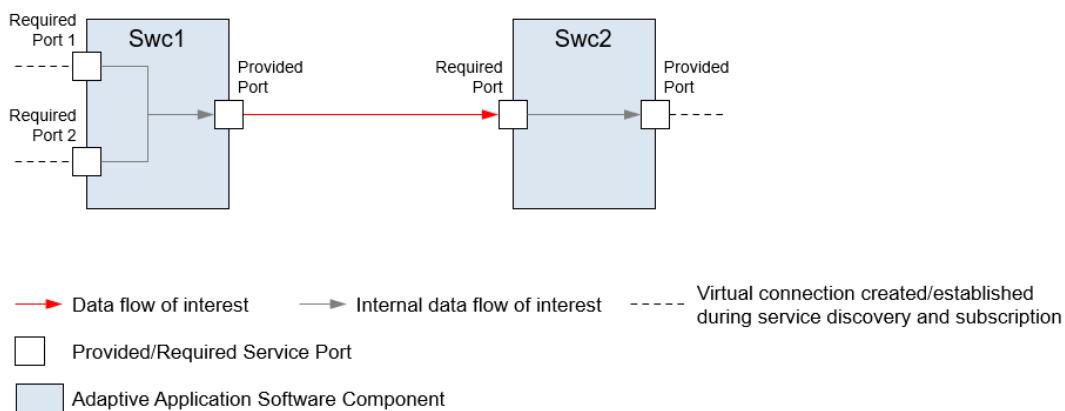 Required
Port 1
Swc1
Provided
Port
Required
Port 2
Required
Port
Swc2
Provided
Port
Data flow of interest
Internal data flow of interest
Virtual connection created/established
during service discovery and subscription
Provided/Required Service Port
Adaptive Application Software Component